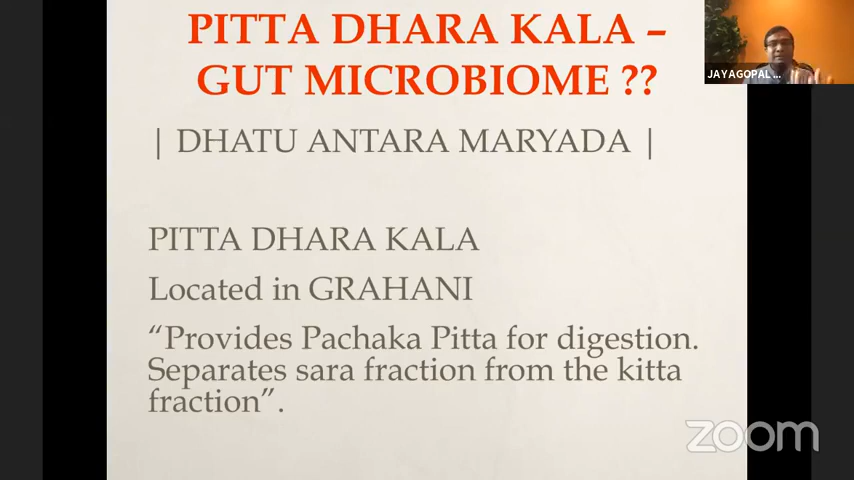 PITTA DHARA KALA –
GUT MICROBIOME ??
JAYAGOPAL ...
| DHATU ANTARA MARYADA |
PITTA DHARA KALA
Located in GRAHANI
“Provides Pachaka Pitta for digestion.
Separates sara fraction from the kitta
fraction”.
zoom